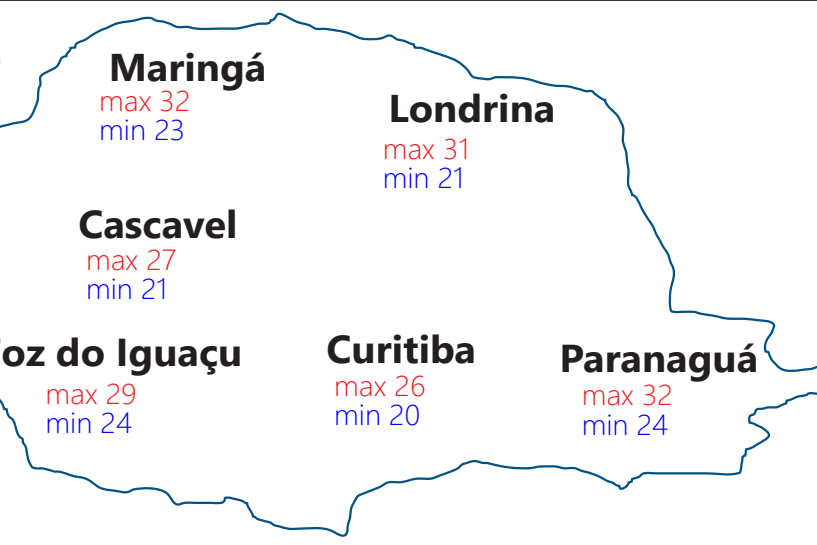 Maringá
max 32
min 23
Londrina
max 31
min 21
Cascavel
max 27
min 21
oz do Iguaçu
max 29
min 24
Curitiba
max 26
min 20
Paranaguá
max 32
min 24